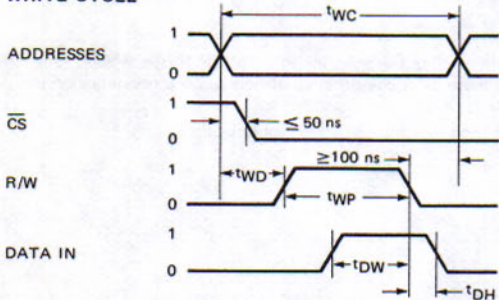 WRITE CYCLE
tWC
ADDRESSES
1
0
CS
1
0
≤ 50 ns
≥100 ns
R/W
1
0
tWD
tWP
DATA IN
1
0
tDW
tDH